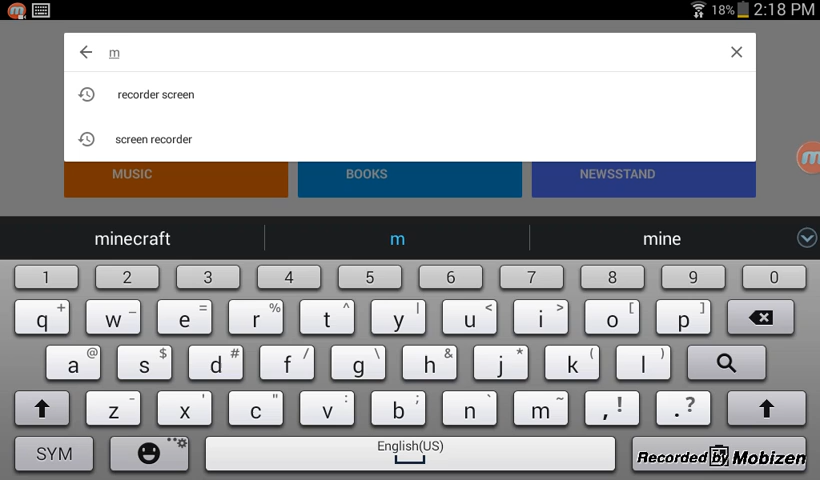 18% 2:18 PM
m
recorder screen
screen recorder
MUSIC BOOKS NEWSSTAND
minecraft m mine
1 2 3 4 5 6 7 8 9 0
q + w _ e = r % t ^ y | u < i > o [ p ]
a @ s $ d # f / g \ h & j * k ( l )
z - x ' c " v : b ; n ` m ~ , ! . ?
SYM English(US) Recorded by Mobizen